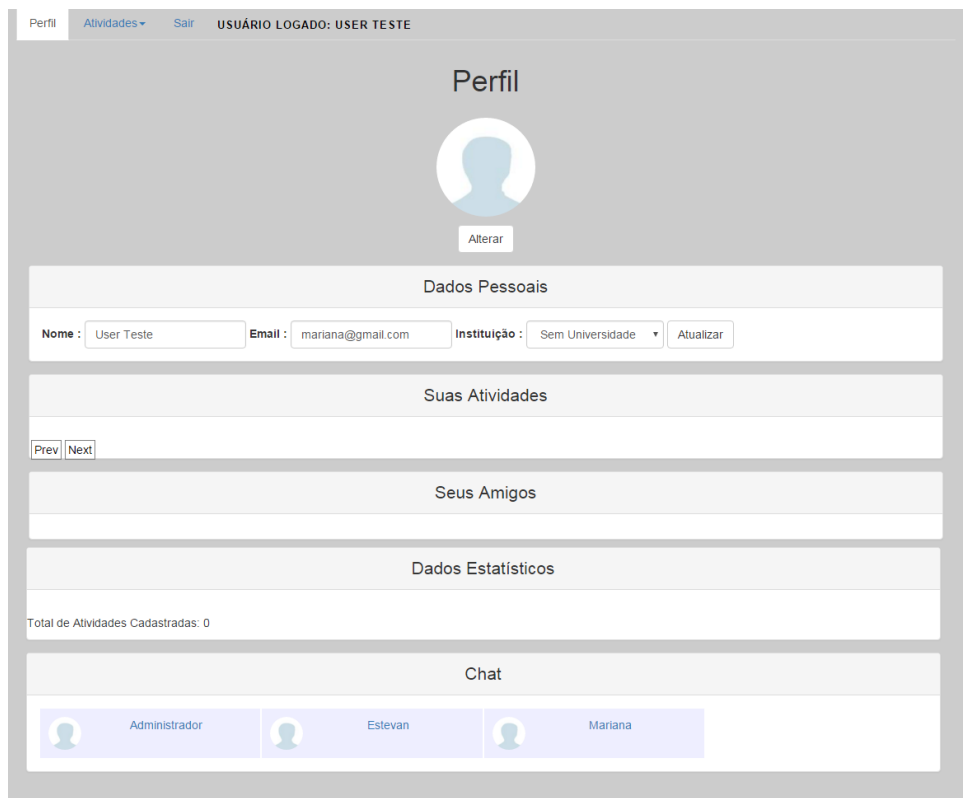 Perfil Atividades Sair USUÁRIO LOGADO: USER TESTE
Perfil
Alterar
Dados Pessoais
Nome : User Teste Email : mariana@gmail.com Instituição : Sem Universidade Atualizar
Suas Atividades
Prev Next
Seus Amigos
Dados Estatísticos
Total de Atividades Cadastradas: 0
Chat
Administrador Estevan Mariana